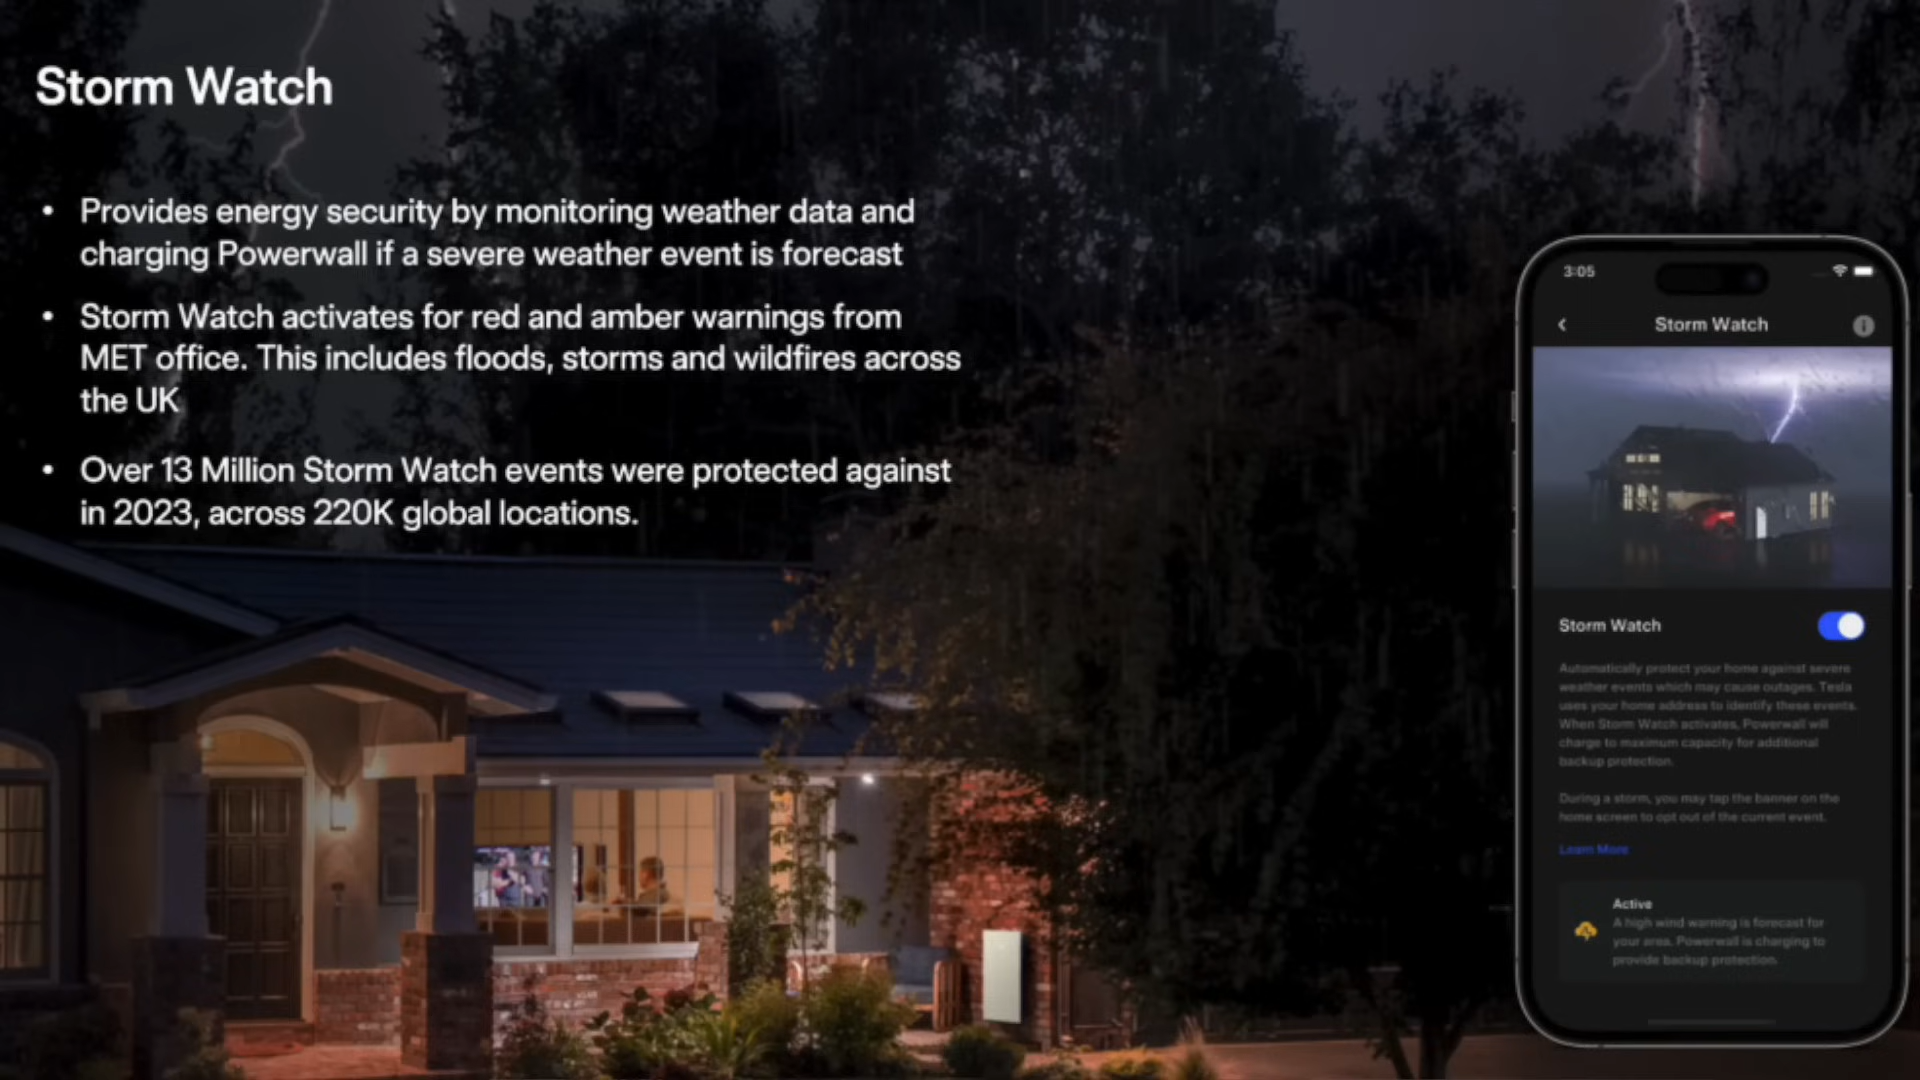 Storm Watch
• Provides energy security by monitoring weather data and
charging Powerwall if a severe weather event is forecast
• Storm Watch activates for red and amber warnings from
MET office. This includes floods, storms and wildfires across
the UK
• Over 13 Million Storm Watch events were protected against
in 2023, across 220K global locations.
3:05
Storm Watch
Storm Watch
Automatically protect your home against severe
weather events which may cause outages. Tesla
uses your home address to identify these events.
When Storm Watch activates, Powerwall will
charge to maximum capacity for additional
backup protection.
During a storm, you may tap the banner on the
home screen to opt out of the current event.
Learn More
Active
A high wind warning is forecast for
your area. Powerwall is charging to
provide backup protection.